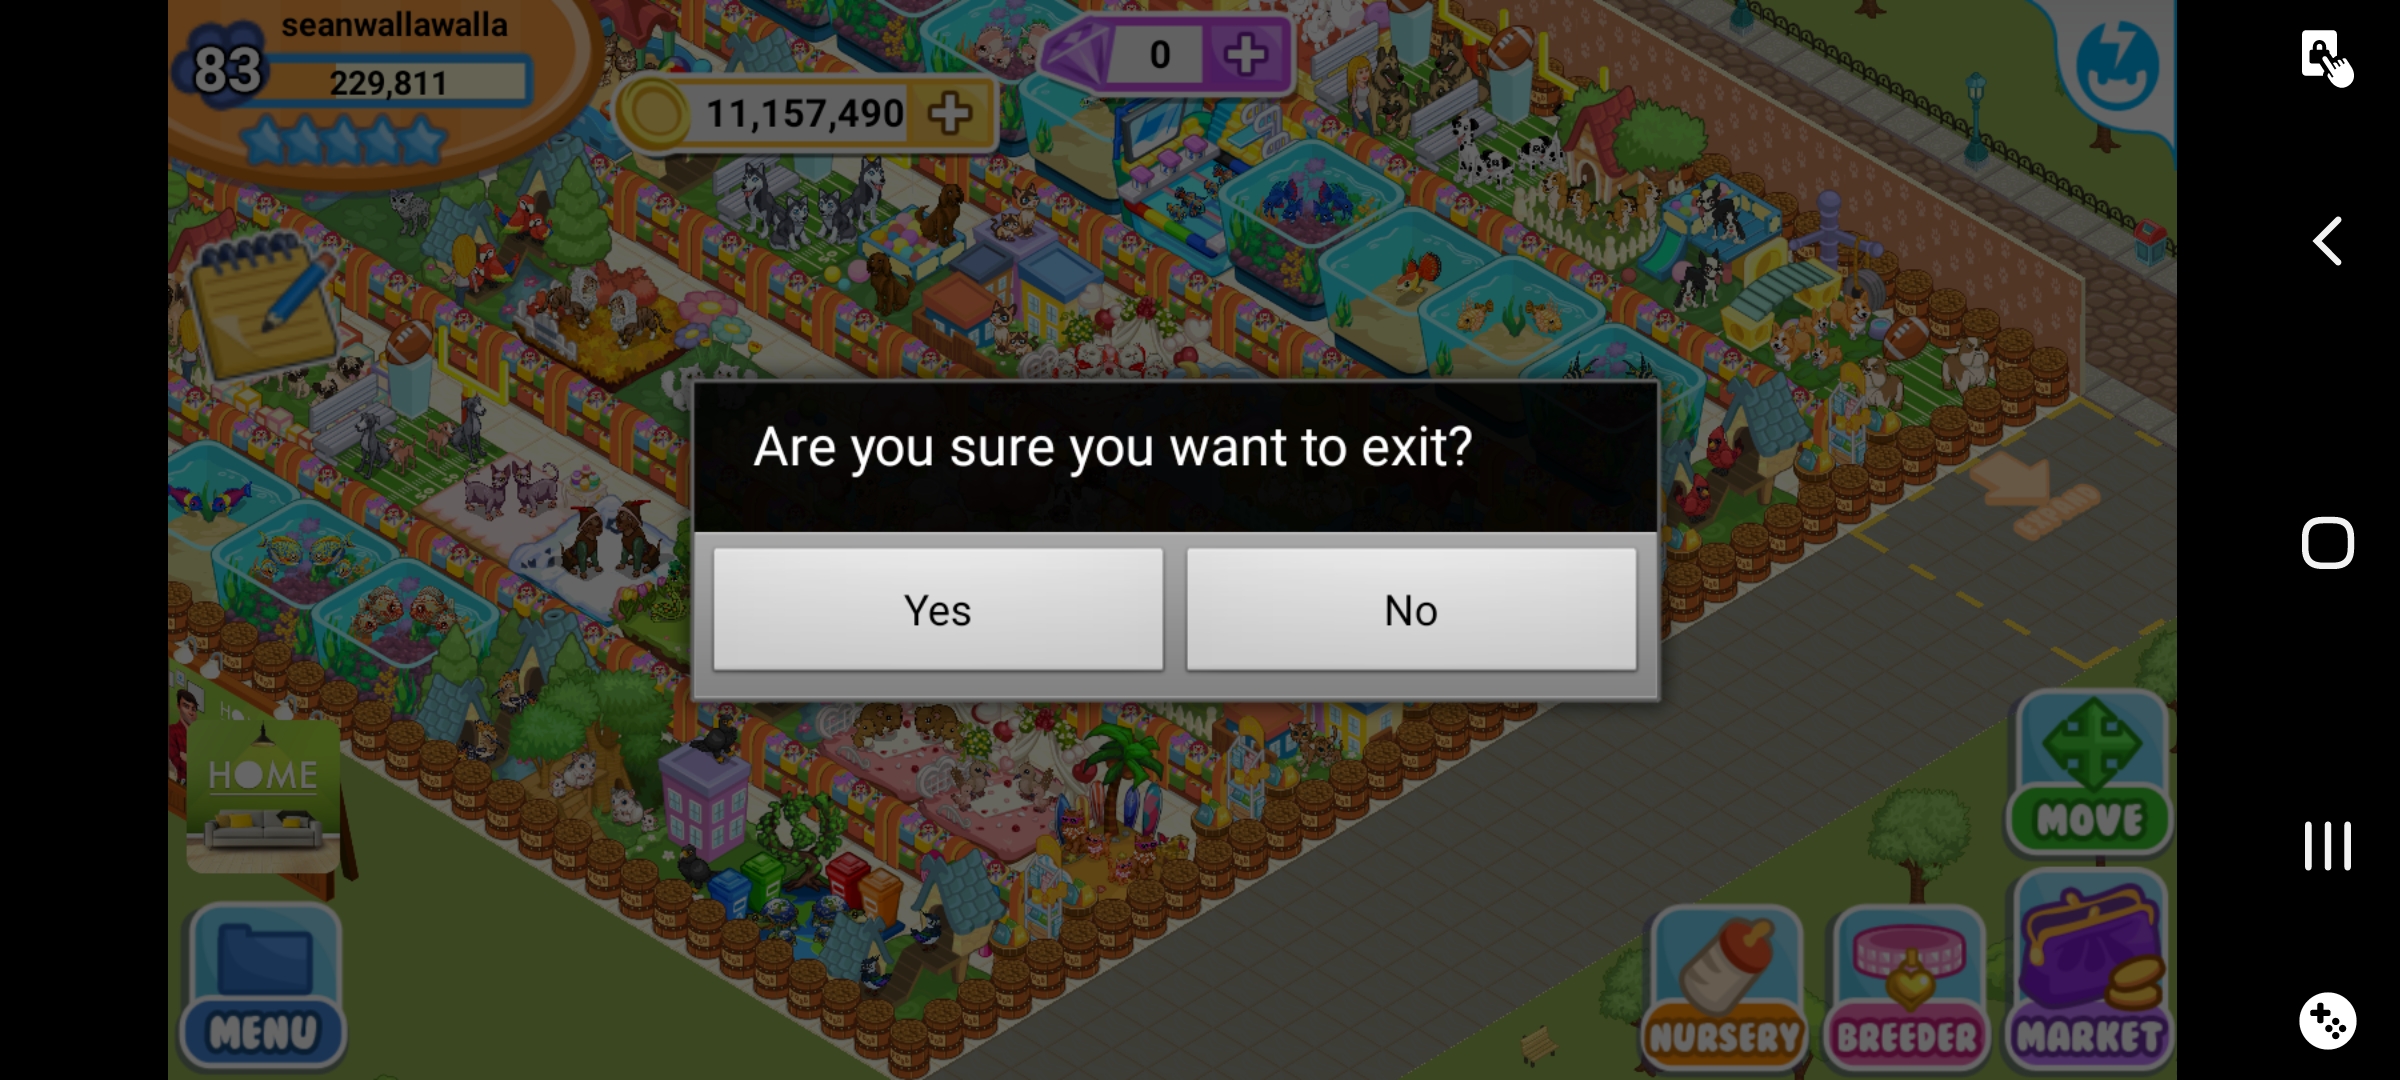 seanwallawalla
83
229,811
0
11,157,490
Are you sure you want to exit?
Yes
No
HOME
MOVE
MENU
NURSERY
BREEDER
MARKET